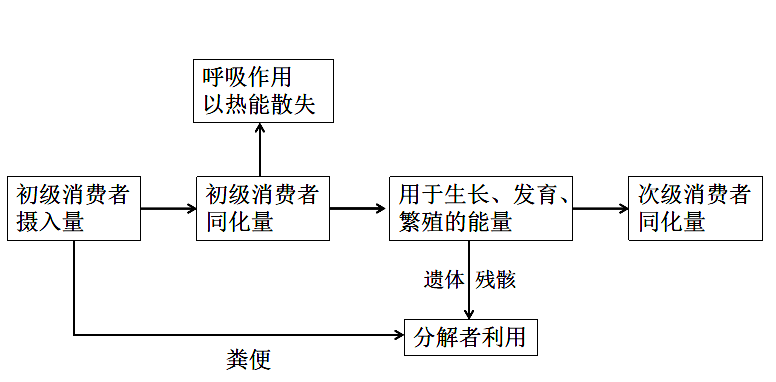 呼吸作用
以热能散失
初级消费者
摄入量
初级消费者
同化量
用于生长、发育、
繁殖的能量
次级消费者
同化量
遗体 残骸
分解者利用
粪便